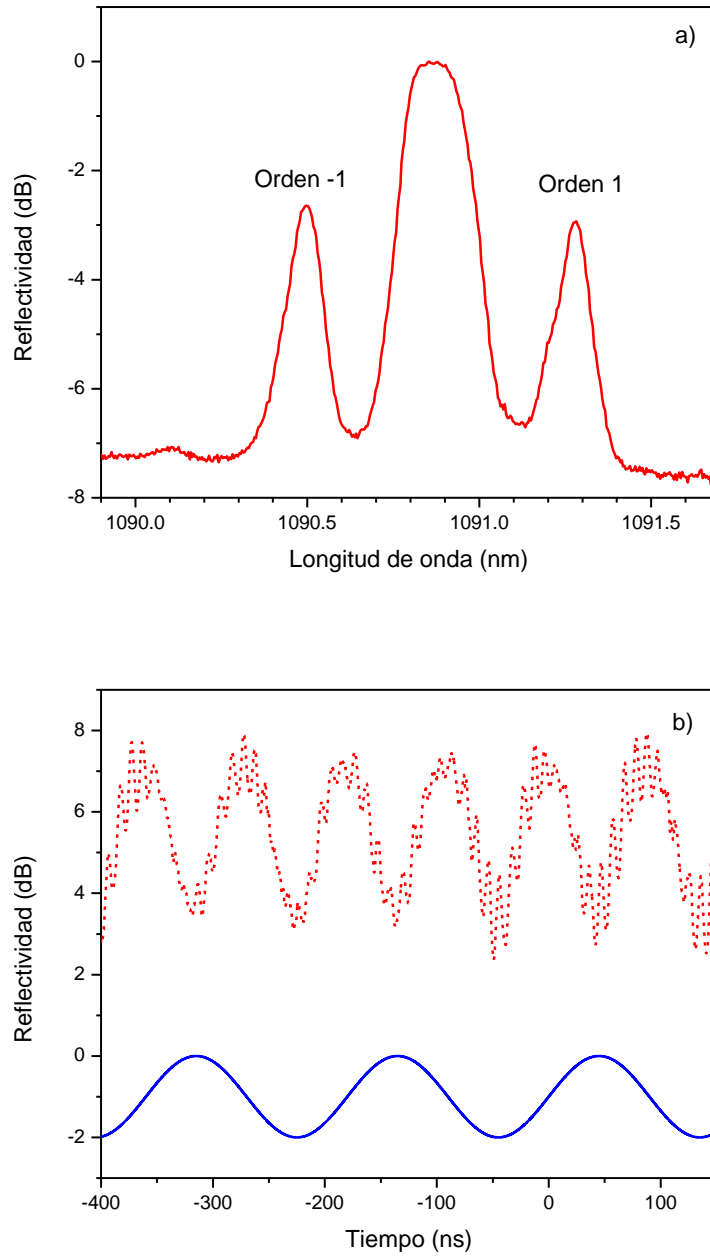 a)
0
-2
-4
-6
-8
Reflectividad (dB)
Orden -1
Orden 1
1090.0
1090.5
1091.0
1091.5
Longitud de onda (nm)
b)
8
6
4
2
0
-2
Reflectividad (dB)
-400
-300
-200
-100
0
100
Tiempo (ns)